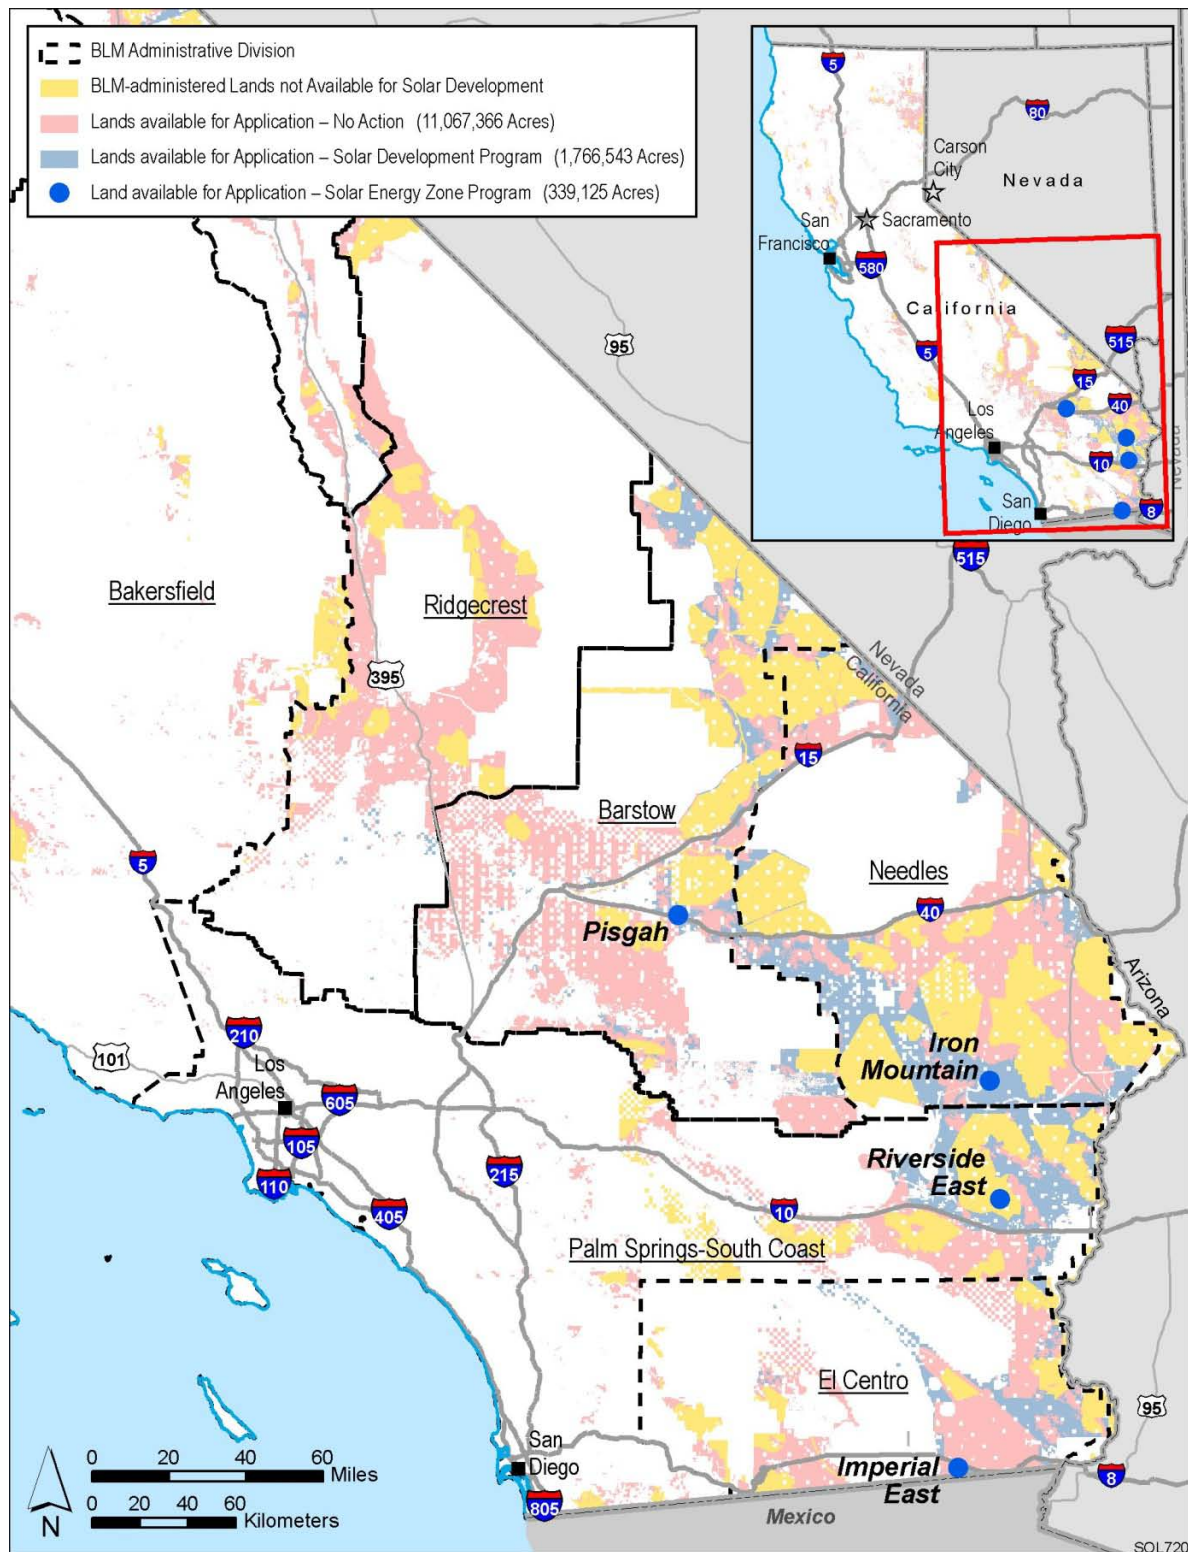 BLM Administrative Division
BLM-administered Lands not Available for Solar Development
Lands available for Application – No Action (11,067,366 Acres)
Lands available for Application – Solar Development Program (1,766,543 Acres)
Land available for Application – Solar Energy Zone Program (339,125 Acres)
5
80
Carson
City
Nevada
San
Francisco
Sacramento
580
California
5
515
15
Los
Angeles
40
10
Nevada
San
Diego
8
95
515
Bakersfield
Ridgecrest
395
Nevada
California
15
Barstow
5
Needles
40
Pisgah
Arizona
210
101
Los
Angeles
605
Iron
Mountain
105
110
215
Riverside
East
405
10
Palm Springs-South Coast
El Centro
95
San
Diego
805
Imperial
East
8
Mexico
N
0 20 40 60
Miles
0 20 40 60
Kilometers
SOL720